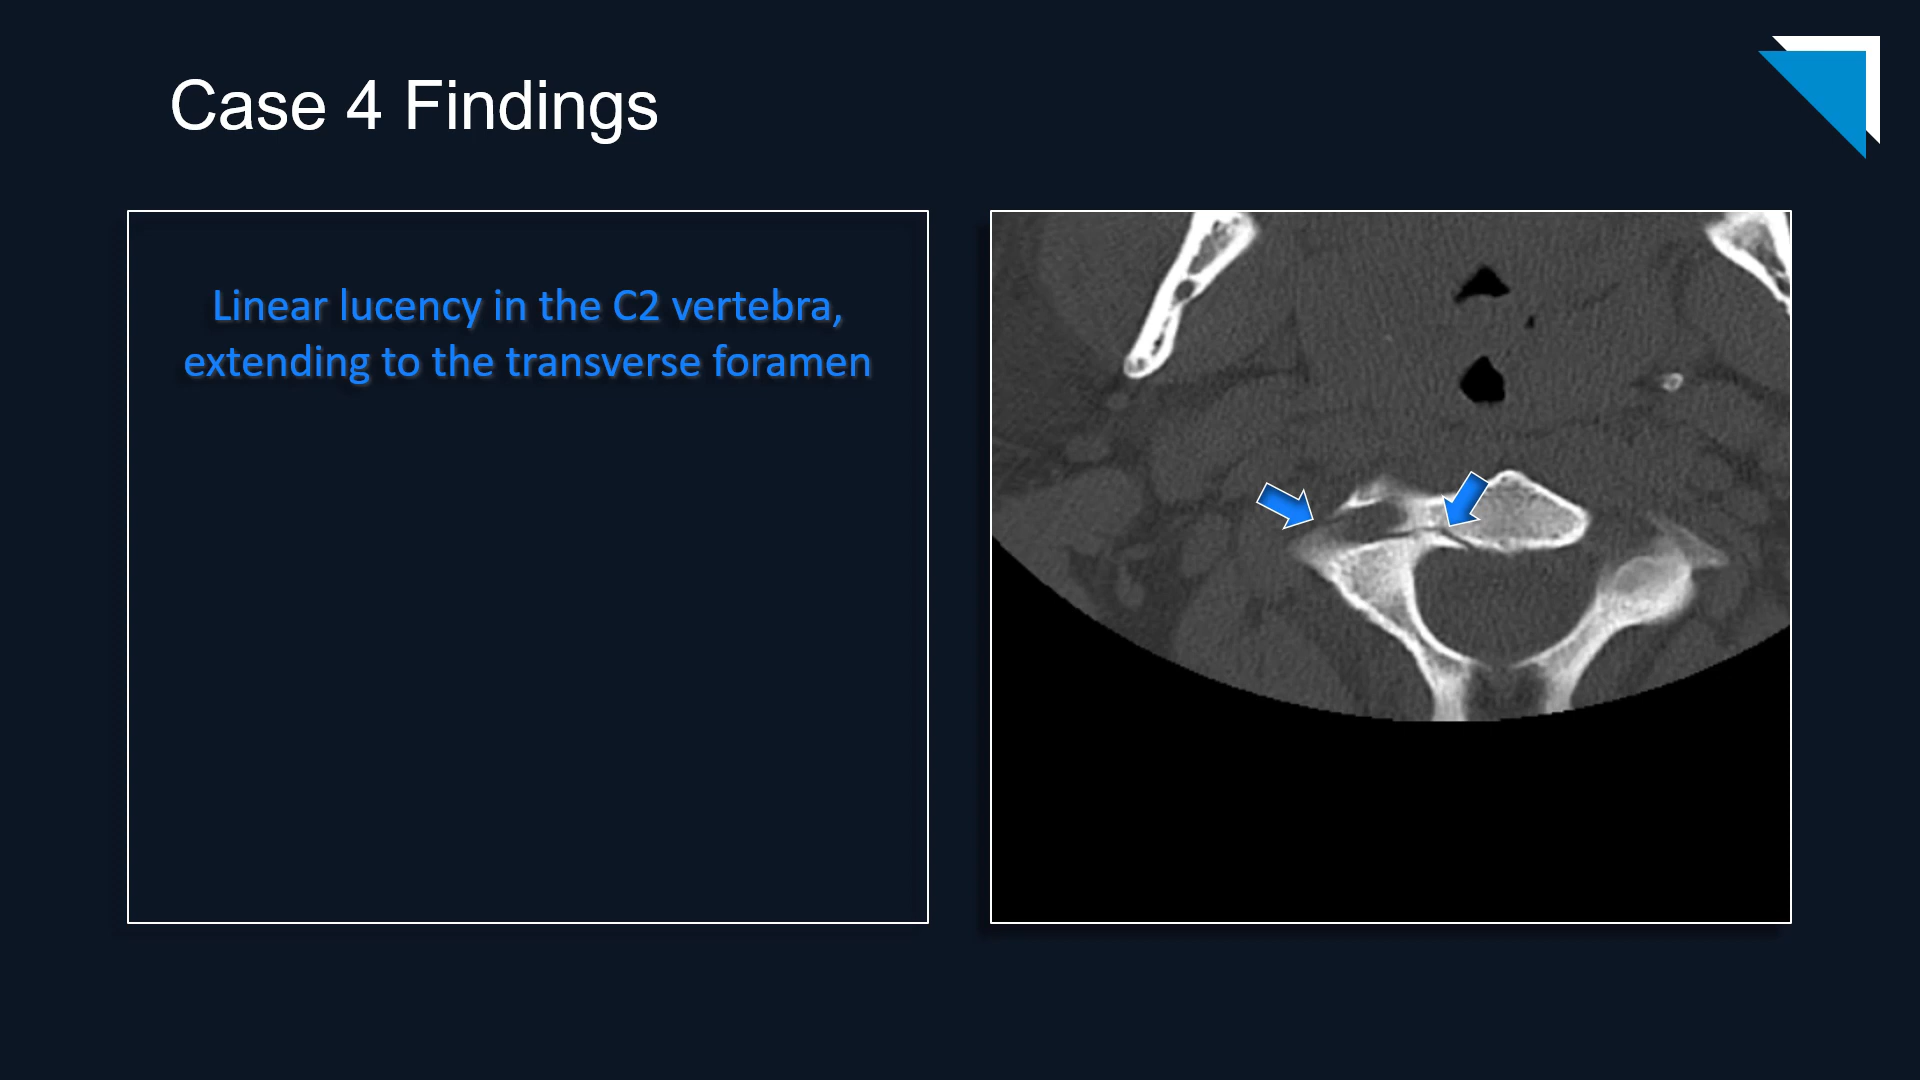 Case 4 Findings
Linear lucency in the C2 vertebra,
extending to the transverse foramen